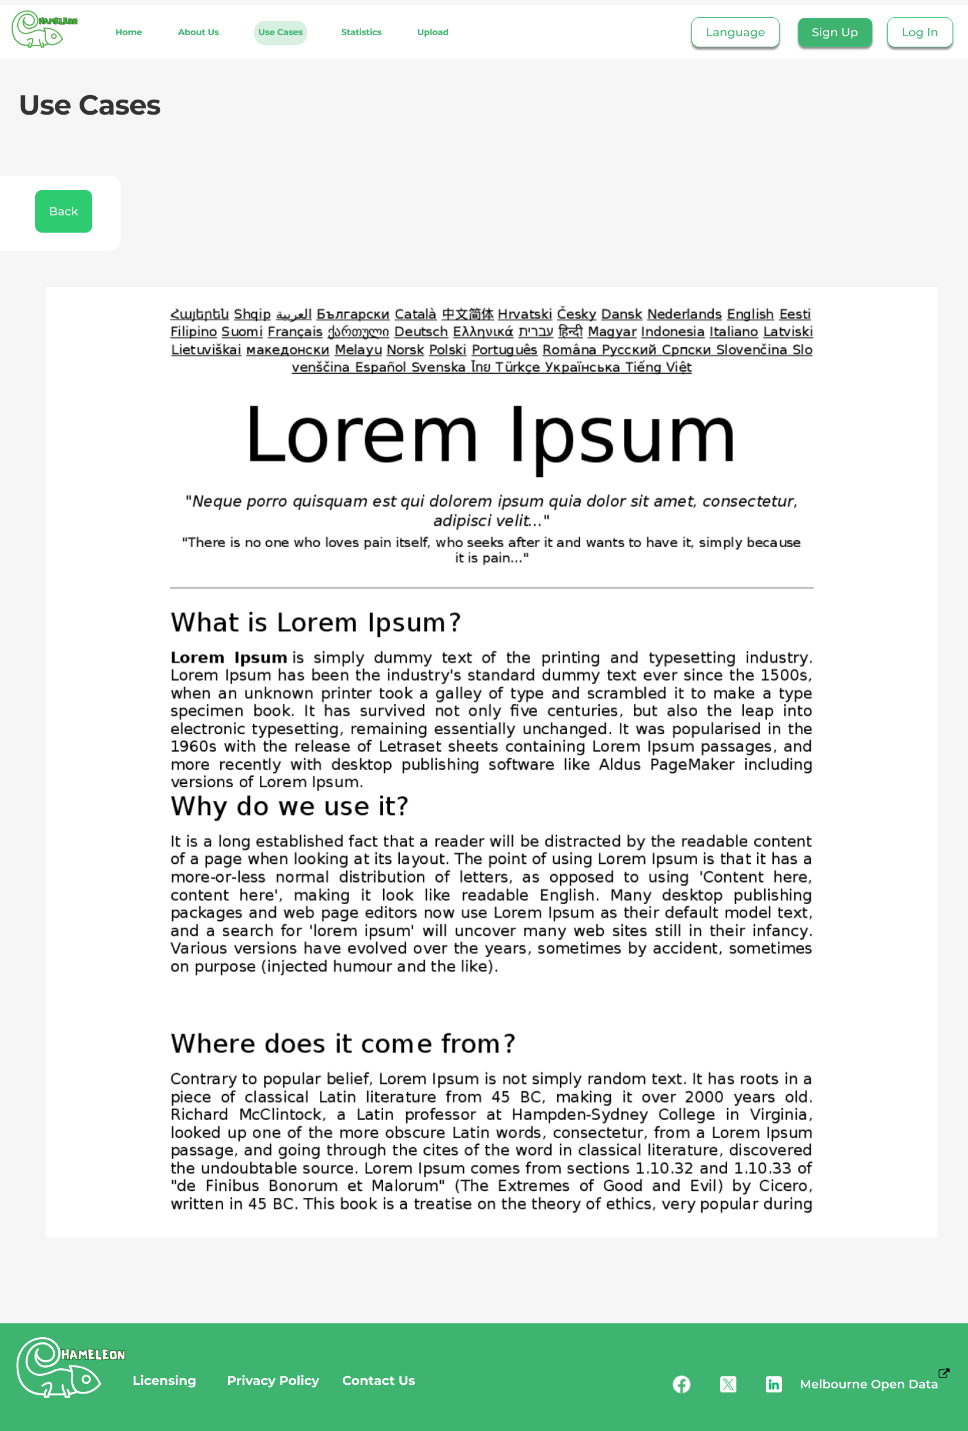 CHAMELEON
Home About Us Use Cases Statistics Upload Language Sign Up Log In
Use Cases
Back
Հայերեն Shqip العربية Български Català 中文简体 Hrvatski Česky Dansk Nederlands English Eesti
Filipino Suomi Français ქართული Deutsch Ελληνικά עברית हिन्दी Magyar Indonesia Italiano Latviski
Lietuviškai македонски Melayu Norsk Polski Português Româna Pyccкий Српски Slovenčina Slo
venščina Español Svenska ไทย Türkçe Українська Tiếng Việt
Lorem Ipsum
"Neque porro quisquam est qui dolorem ipsum quia dolor sit amet, consectetur,
adipisci velit..."
"There is no one who loves pain itself, who seeks after it and wants to have it, simply because
it is pain..."
What is Lorem Ipsum?
Lorem Ipsum is simply dummy text of the printing and typesetting industry.
Lorem Ipsum has been the industry's standard dummy text ever since the 1500s,
when an unknown printer took a galley of type and scrambled it to make a type
specimen book. It has survived not only five centuries, but also the leap into
electronic typesetting, remaining essentially unchanged. It was popularised in the
1960s with the release of Letraset sheets containing Lorem Ipsum passages, and
more recently with desktop publishing software like Aldus PageMaker including
versions of Lorem Ipsum.
Why do we use it?
It is a long established fact that a reader will be distracted by the readable content
of a page when looking at its layout. The point of using Lorem Ipsum is that it has a
more-or-less normal distribution of letters, as opposed to using 'Content here,
content here', making it look like readable English. Many desktop publishing
packages and web page editors now use Lorem Ipsum as their default model text,
and a search for 'lorem ipsum' will uncover many web sites still in their infancy.
Various versions have evolved over the years, sometimes by accident, sometimes
on purpose (injected humour and the like).
Where does it come from?
Contrary to popular belief, Lorem Ipsum is not simply random text. It has roots in a
piece of classical Latin literature from 45 BC, making it over 2000 years old.
Richard McClintock, a Latin professor at Hampden-Sydney College in Virginia,
looked up one of the more obscure Latin words, consectetur, from a Lorem Ipsum
passage, and going through the cites of the word in classical literature, discovered
the undoubtable source. Lorem Ipsum comes from sections 1.10.32 and 1.10.33 of
"de Finibus Bonorum et Malorum" (The Extremes of Good and Evil) by Cicero,
written in 45 BC. This book is a treatise on the theory of ethics, very popular during
CHAMELEON
Licensing Privacy Policy Contact Us Melbourne Open Data